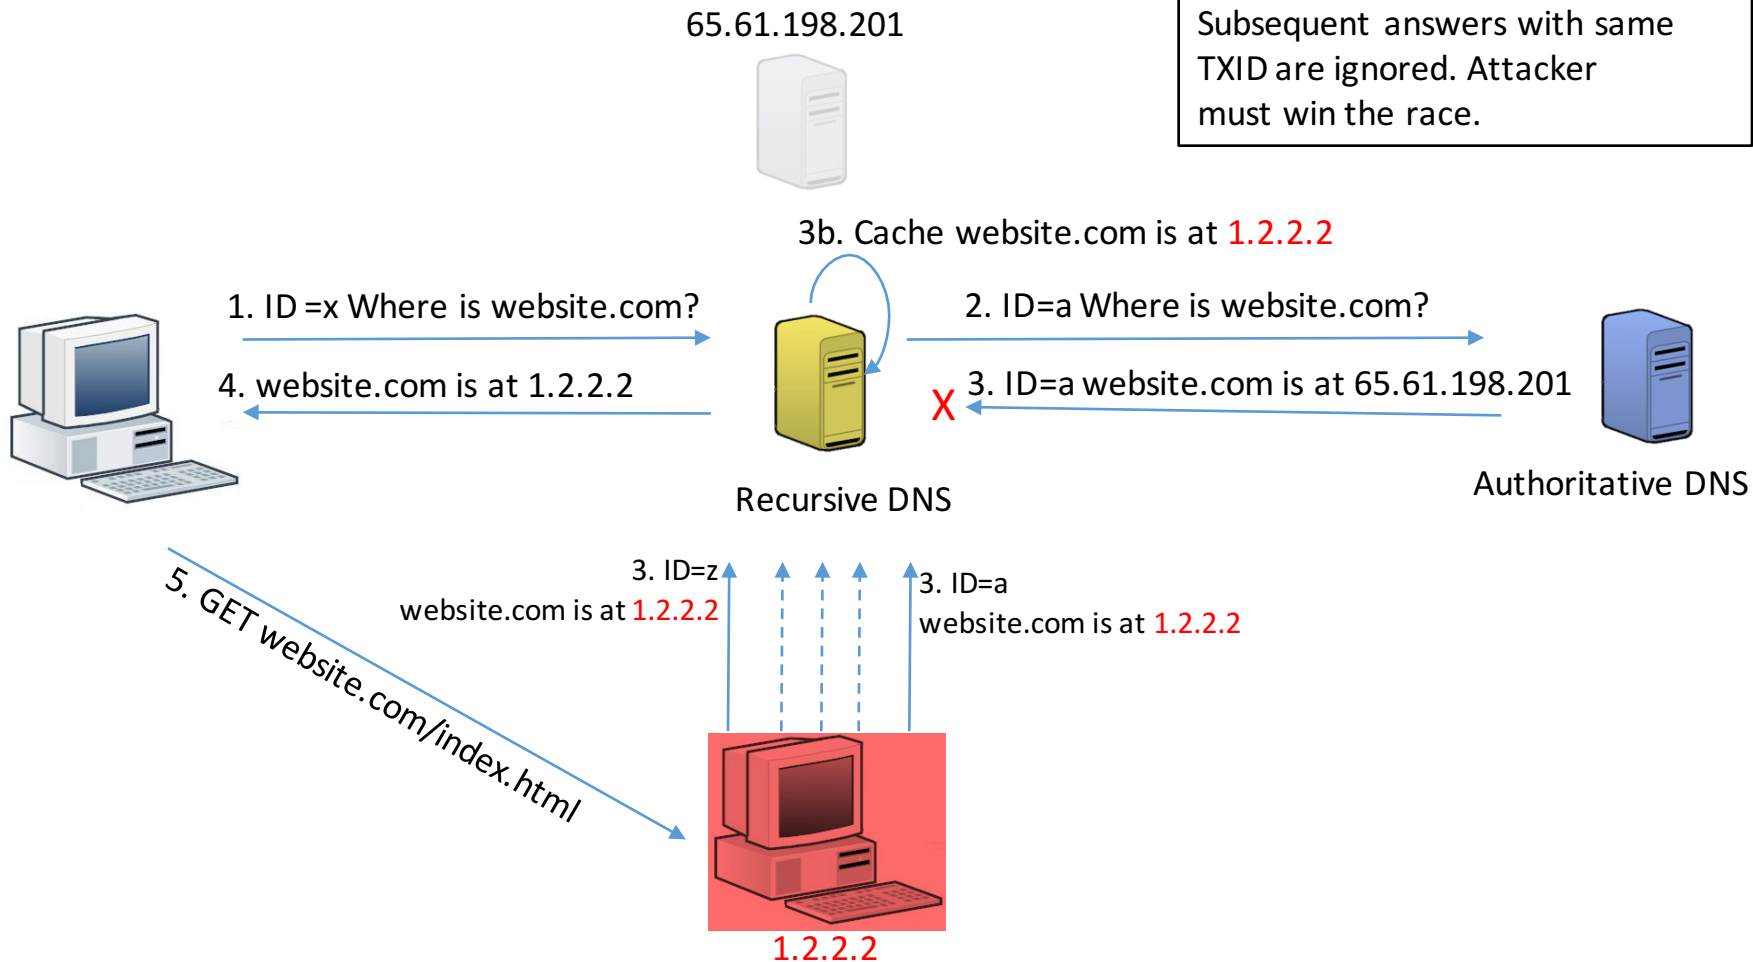 65.61.198.201
Subsequent answers with same
TXID are ignored. Attacker
must win the race.
3b. Cache website.com is at 1.2.2.2
1. ID =x Where is website.com?
2. ID=a Where is website.com?
4. website.com is at 1.2.2.2
X
3. ID=a website.com is at 65.61.198.201
Recursive DNS
Authoritative DNS
3. ID=z
website.com is at 1.2.2.2
3. ID=a
website.com is at 1.2.2.2
5. GET website.com/index.html
1.2.2.2